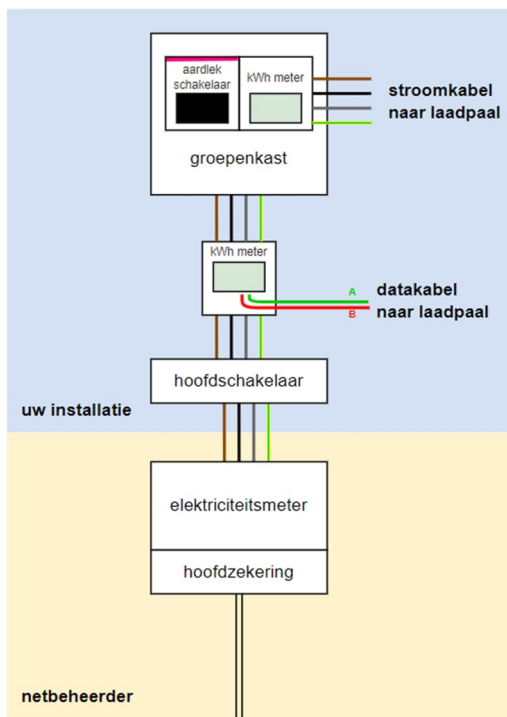 aardlek
schakelaar
kWh meter
stroomkabel
naar laadpaal
groepenkast
kWh meter
A
B
datakabel
naar laadpaal
hoofdschakelaar
uw installatie
elektriciteitsmeter
hoofdzekering
netbeheerder